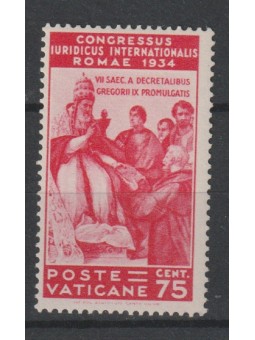 CONGRESSUS
IURIDICUS INTERNATIONALIS
ROMAE 1934
VII SAEC. A DECRETALIBUS
GREGORII IX PROMULGATIS
POSTE CENT.
VATICANE 75